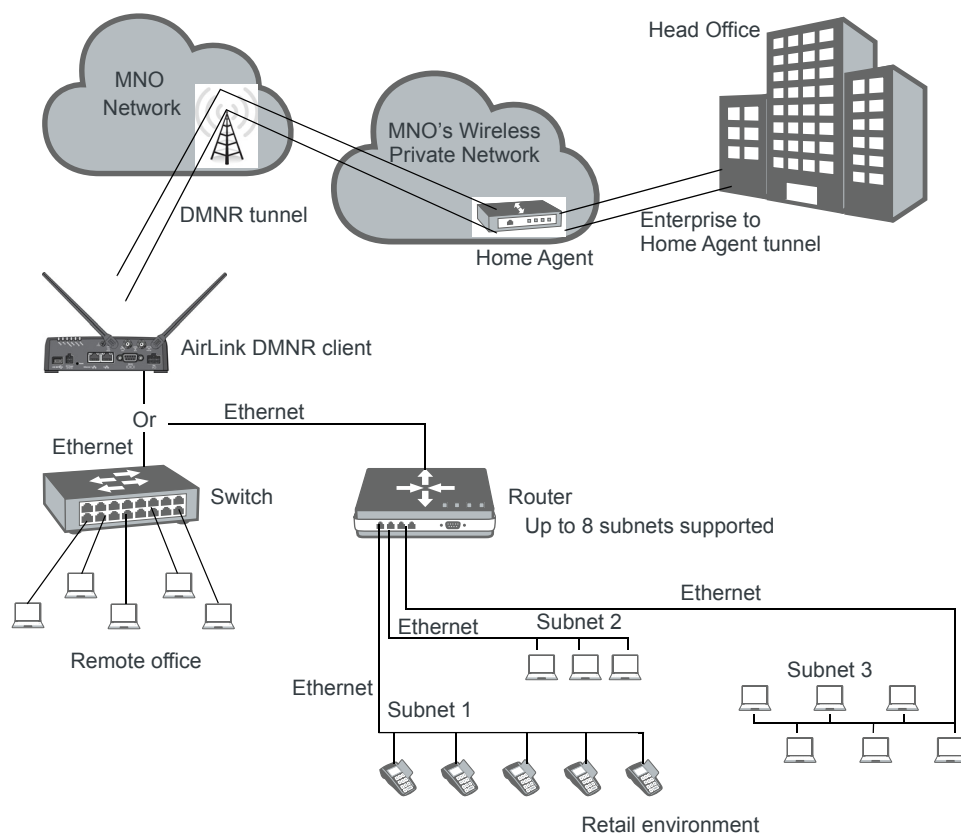 Head Office
MNO
Network
MNO's Wireless
Private Network
DMNR tunnel
Enterprise to
Home Agent tunnel
Home Agent
AirLink DMNR client
Or
Ethernet
Ethernet
Switch
Router
Up to 8 subnets supported
Ethernet
Ethernet
Subnet 2
Remote office
Subnet 3
Ethernet
Subnet 1
Retail environment